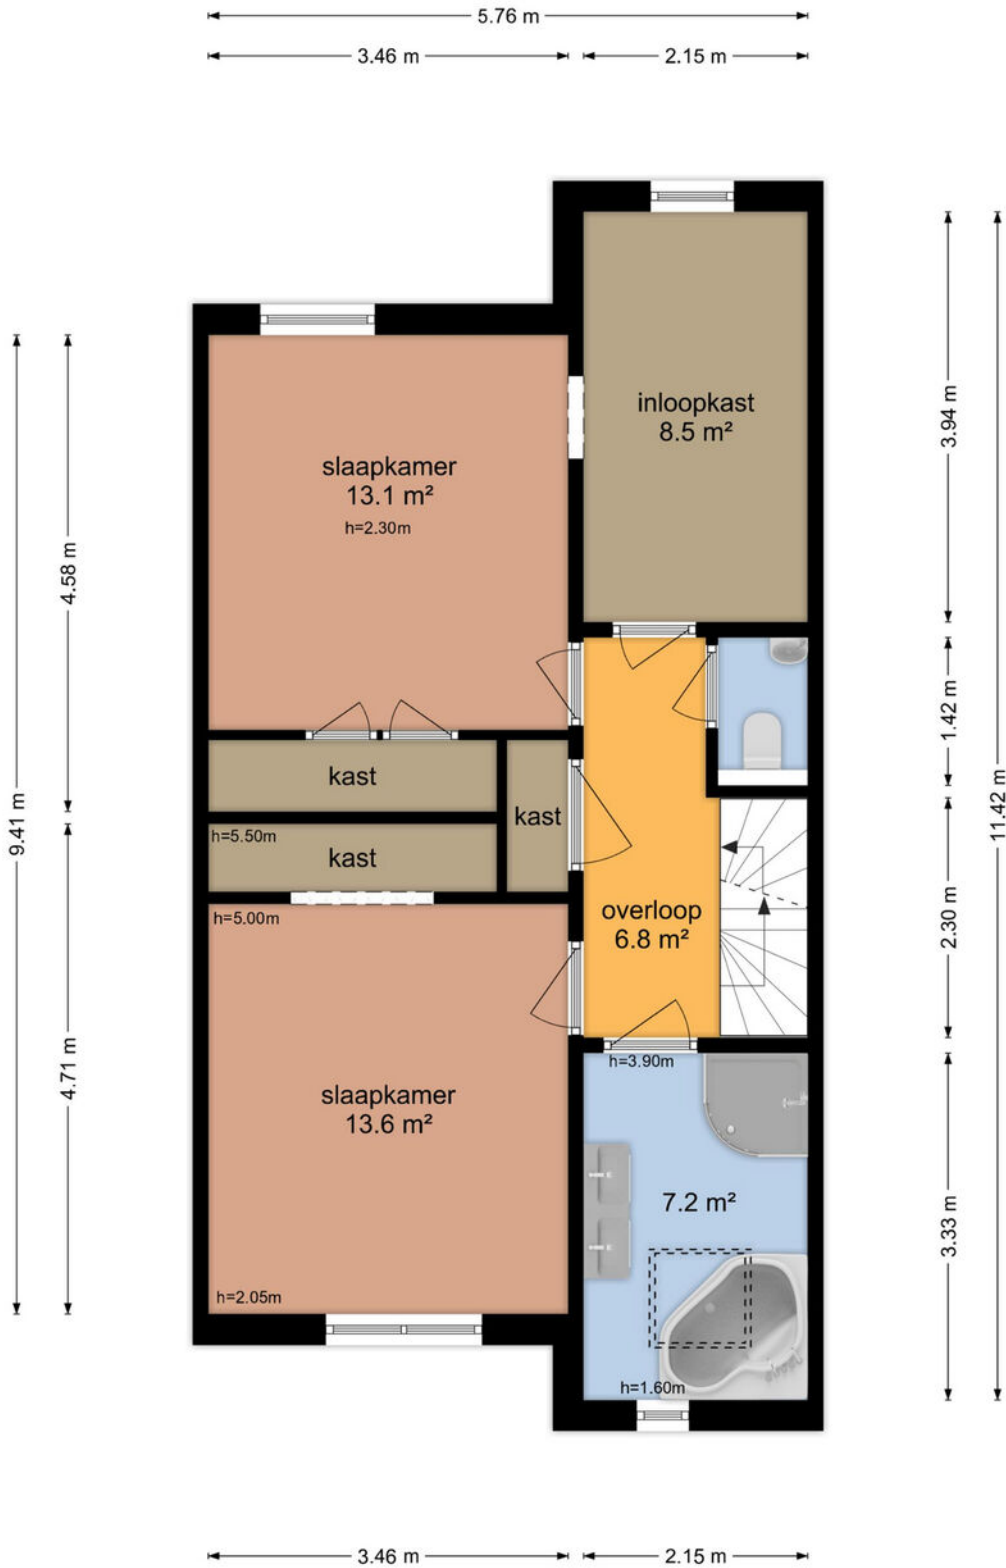 5.76 m
3.46 m
2.15 m
inloopkast
8.5 m²
slaapkamer
13.1 m²
h=2.30m
3.94 m
4.58 m
1.42 m
kast
kast
h=5.50m
kast
9.41 m
11.42 m
h=5.00m
overloop
6.8 m²
2.30 m
h=3.90m
slaapkamer
13.6 m²
4.71 m
7.2 m²
3.33 m
h=2.05m
h=1.60m
3.46 m
2.15 m